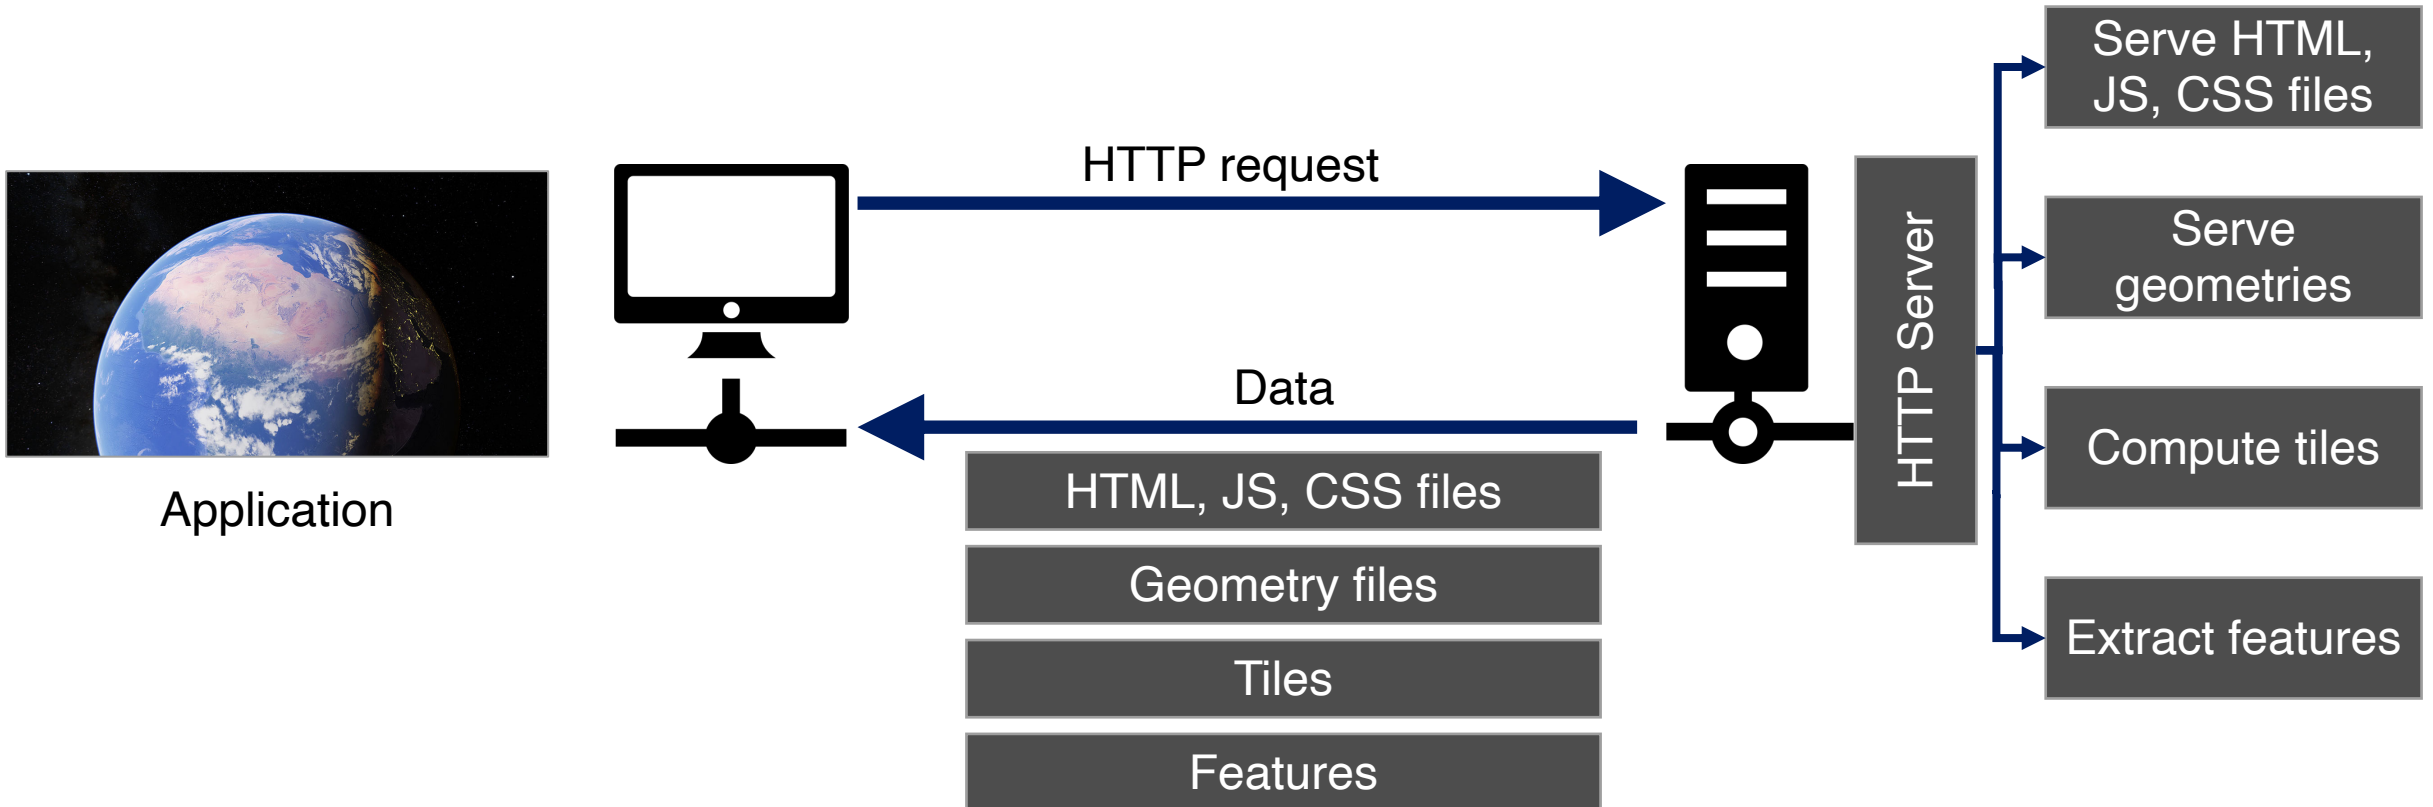 Application
HTTP request
Data
HTML, JS, CSS files
Geometry files
Tiles
Features
HTTP Server
Serve HTML,
JS, CSS files
Serve
geometries
Compute tiles
Extract features